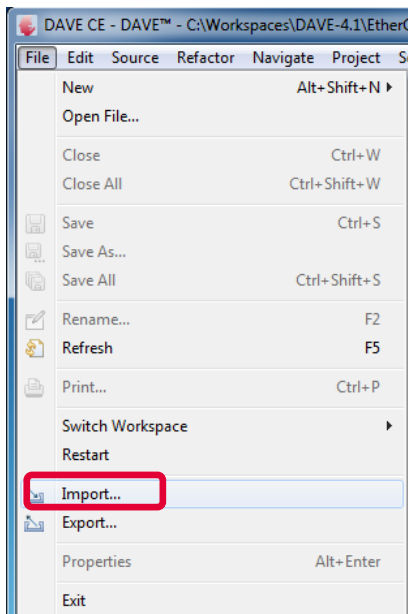 DAVE CE - DAVE™ - C:\Workspaces\DAVE-4.1\Ether
File Edit Source Refactor Navigate Project
New Alt+Shift+N
Open File...
Close Ctrl+W
Close All Ctrl+Shift+W
Save Ctrl+S
Save As...
Save All Ctrl+Shift+S
Rename... F2
Refresh F5
Print... Ctrl+P
Switch Workspace
Restart
Import...
Export...
Properties Alt+Enter
Exit